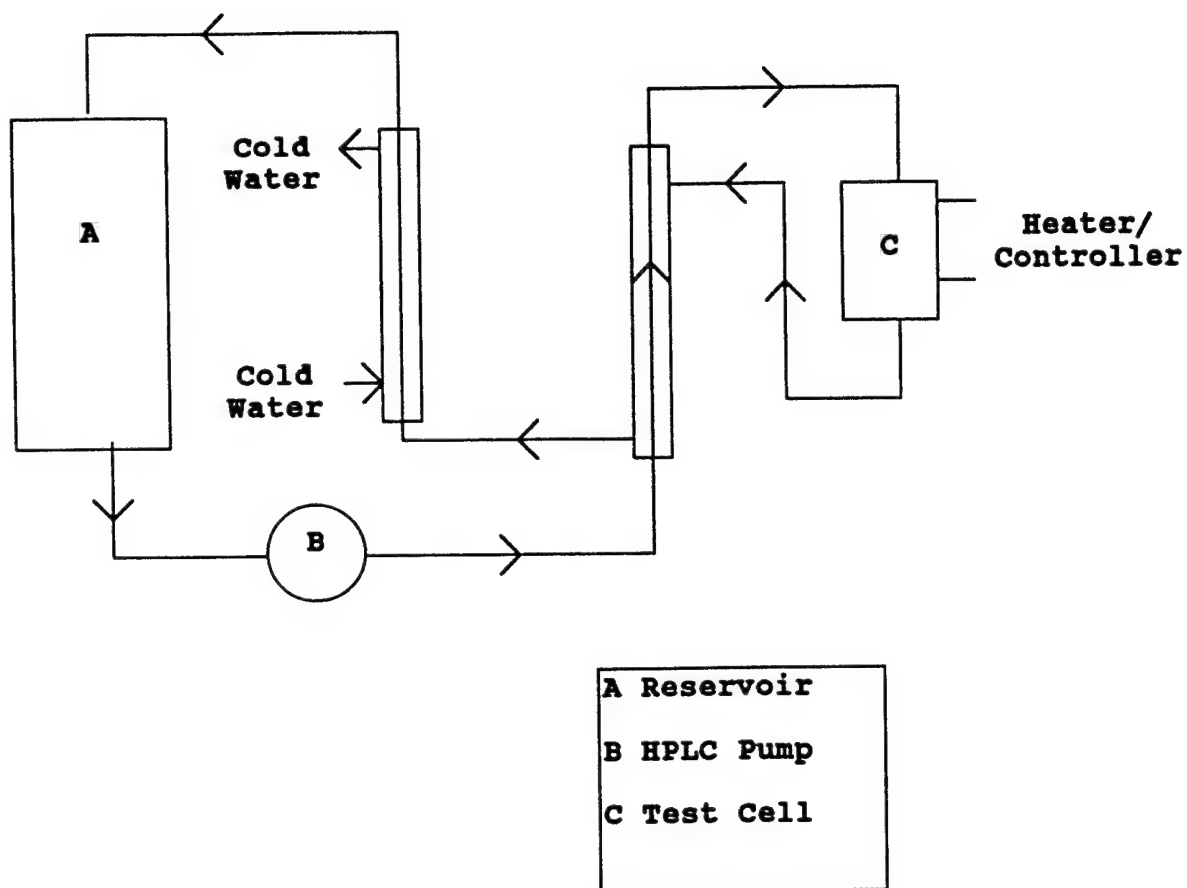 A
Cold
Water
Cold
Water
B
C
Heater/
Controller
A Reservoir
B HPLC Pump
C Test Cell